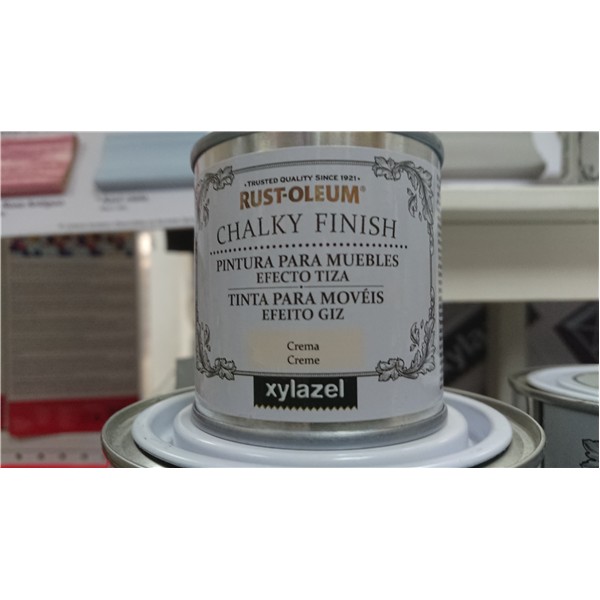 • TRUSTED QUALITY SINCE 1921 •
RUST-OLEUM®
CHALKY FINISH
PINTURA PARA MUEBLES
EFECTO TIZA
TINTA PARA MOVÉIS
EFEITO GIZ
Crema
Creme
xylazel
xylazel